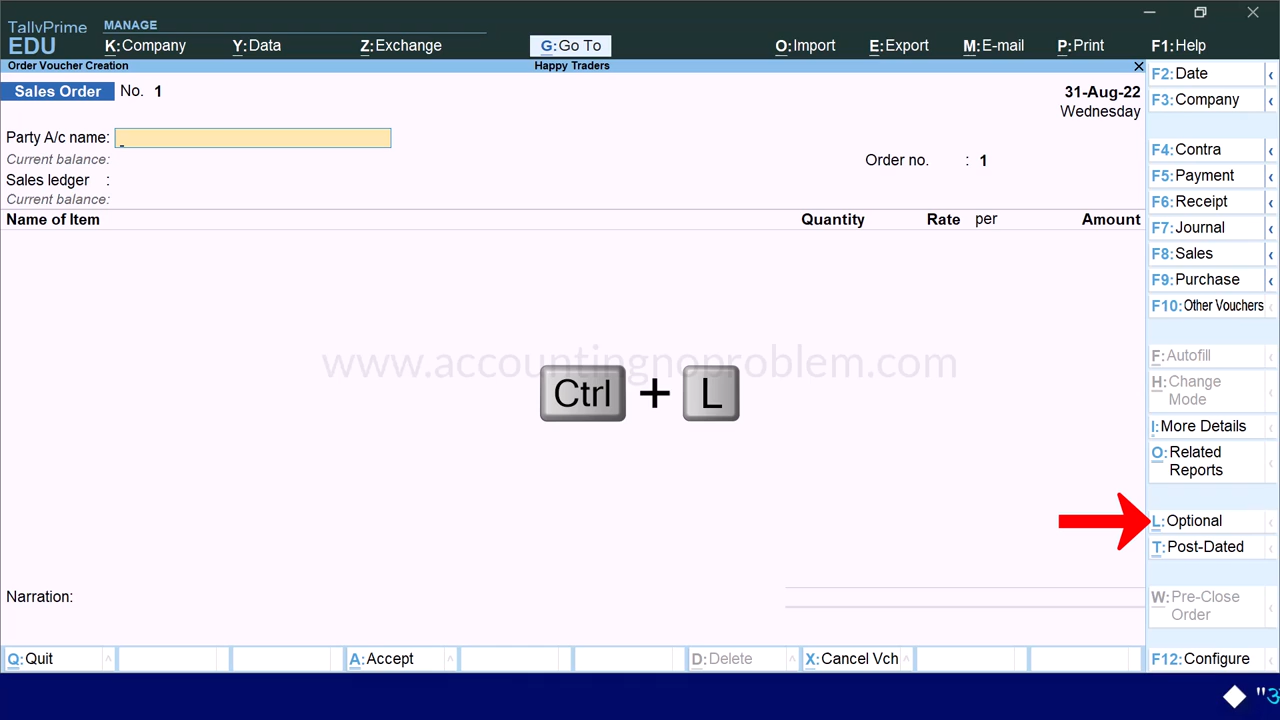 TallyPrime
EDU
MANAGE
K:Company
Y:Data
Z:Exchange
G:Go To
O:Import
E:Export
M:E-mail
P:Print
F1:Help
Order Voucher Creation
Happy Traders
Sales Order No. 1
31-Aug-22
Wednesday
Party A/c name:
Current balance:
Order no. : 1
Sales ledger :
Current balance:
Name of Item Quantity Rate per Amount
www.accountingnoproblem.com
Ctrl + L
Narration:
F2:Date
F3:Company
F4:Contra
F5:Payment
F6:Receipt
F7:Journal
F8:Sales
F9:Purchase
F10:Other Vouchers
F:Autofill
H:Change
Mode
I:More Details
O:Related
Reports
L:Optional
T:Post-Dated
W:Pre-Close
Order
Q:Quit
A:Accept
D:Delete
X:Cancel Vch
F12:Configure